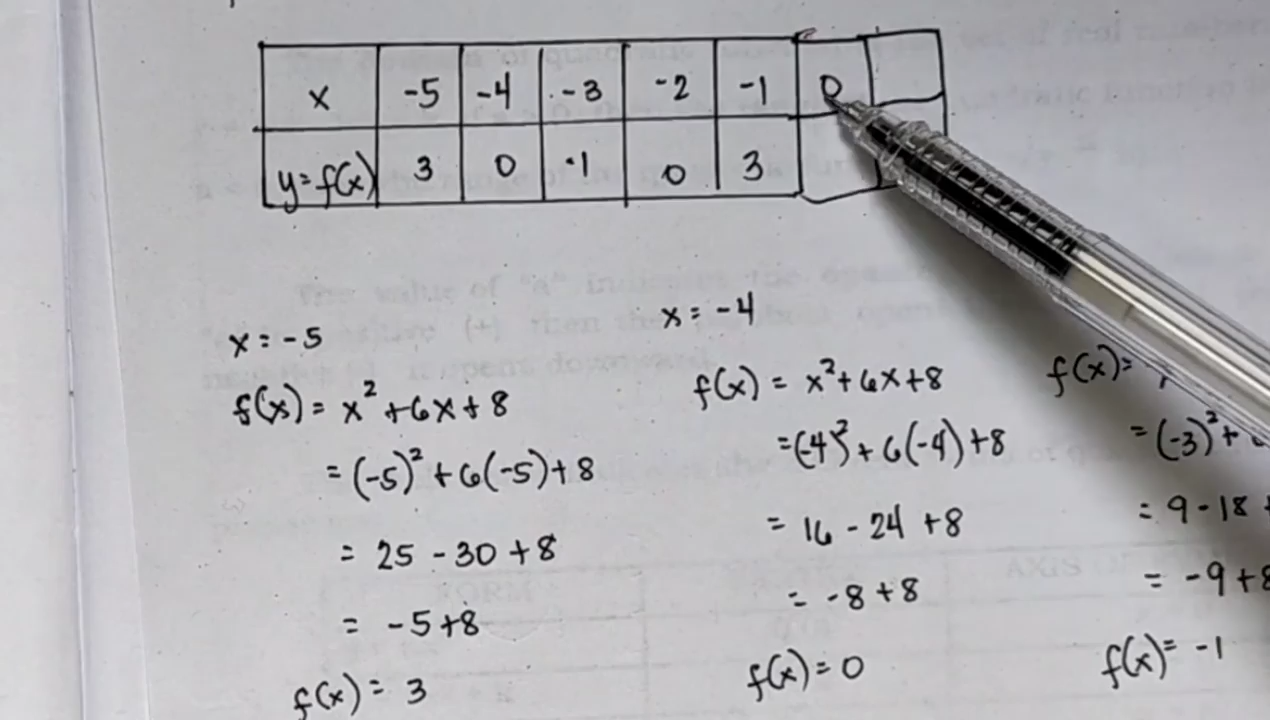 x -5 -4 -3 -2 -1 0
y=f(x) 3 0 -1 0 3
x = -5
f(x) = x² + 6x + 8
= (-5)² + 6(-5) + 8
= 25 - 30 + 8
= -5 + 8
f(x) = 3
x = -4
f(x) = x² + 6x + 8
= (-4)² + 6(-4) + 8
= 16 - 24 + 8
= -8 + 8
f(x) = 0
f(x) =
= (-3)² +
= 9 - 18
= -9 + 8
f(x) = -1